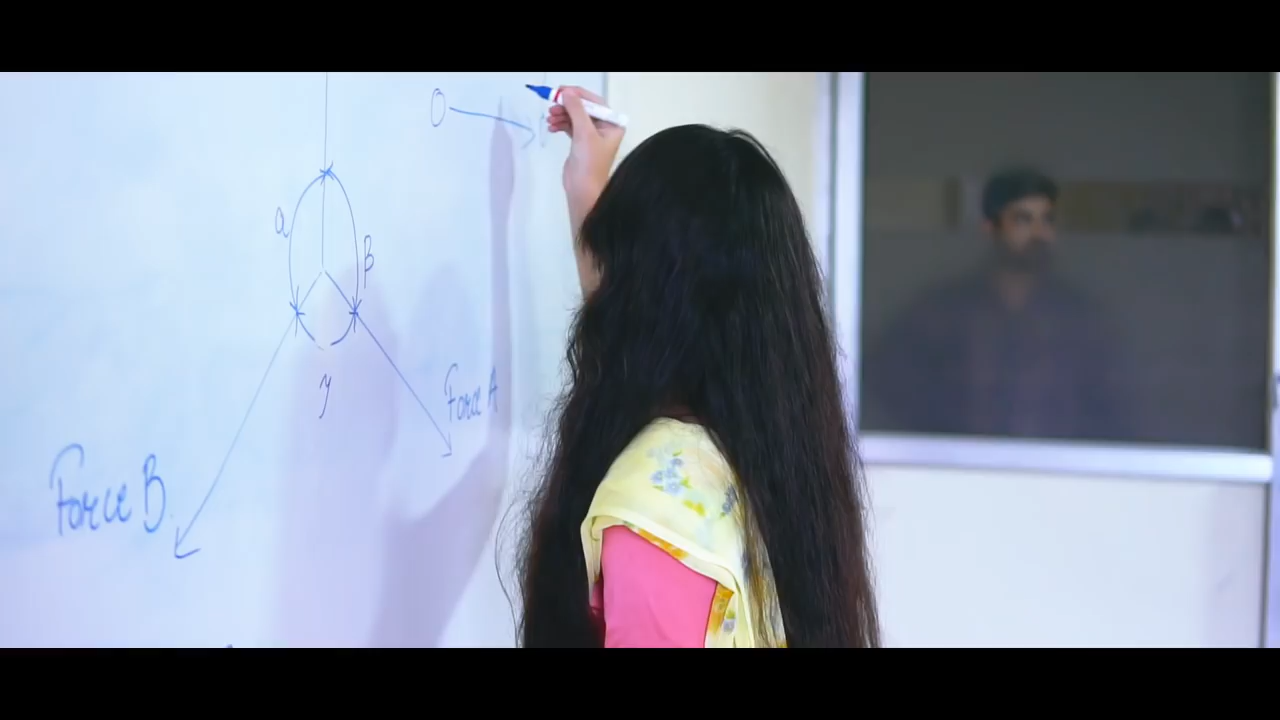 O
α
β
γ
Force A
Force B